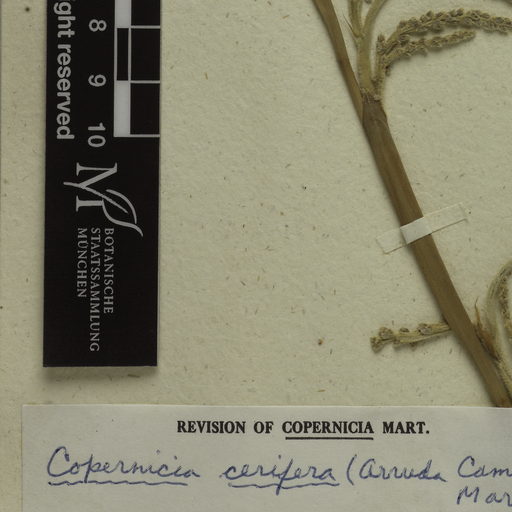 ght reserved
8
9
10
M
BOTANISCHE
STAATSSAMMLUNG
MÜNCHEN
REVISION OF COPERNICIA MART.
Copernicia cerifera (Arruda Cam
Mar